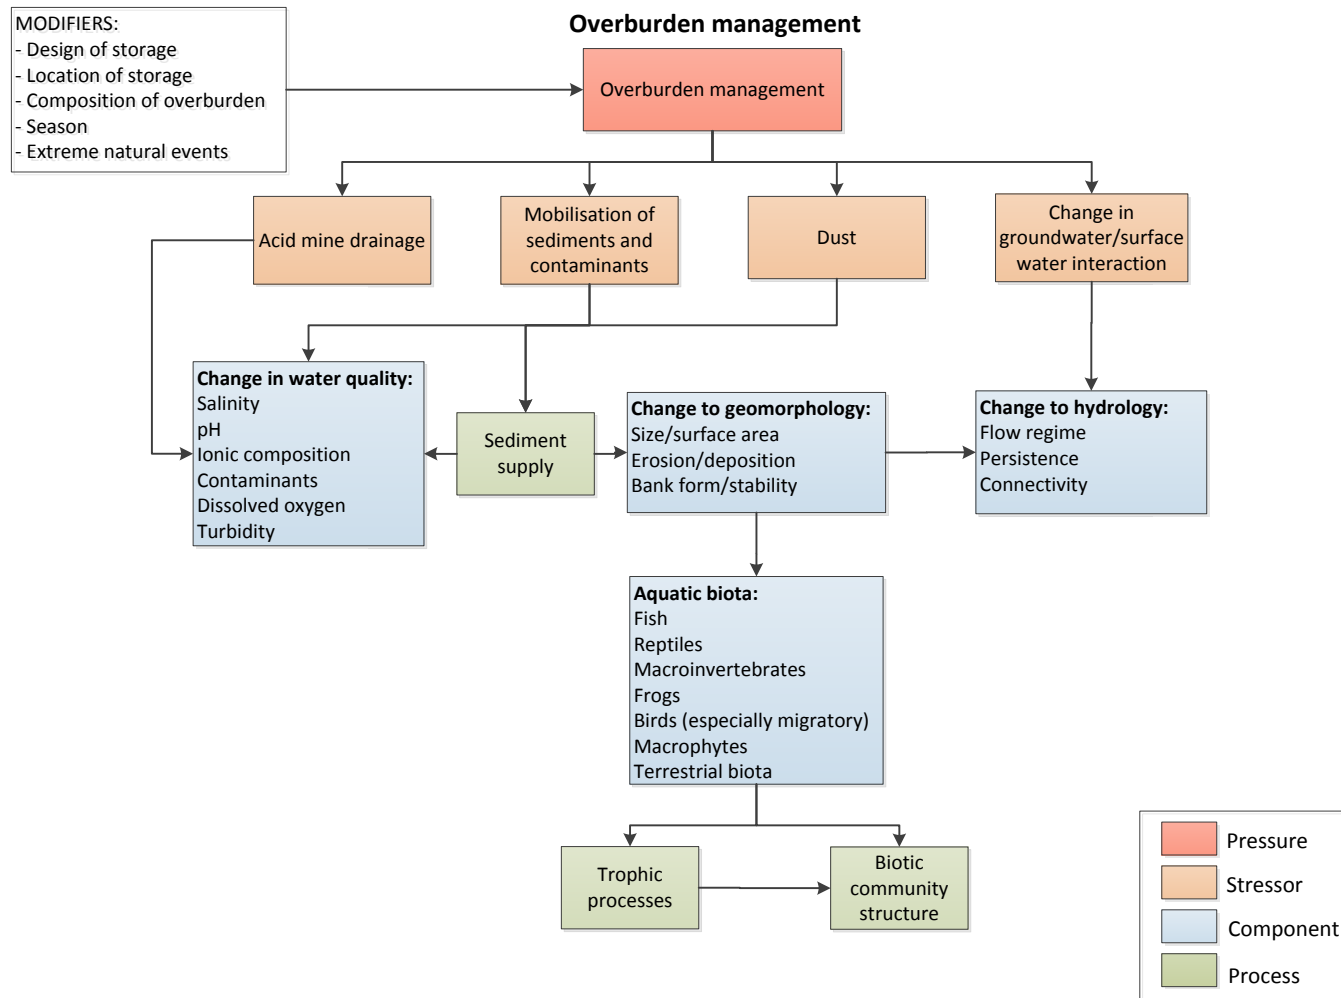 MODIFIERS:
- Design of storage
- Location of storage
- Composition of overburden
- Season
- Extreme natural events
Overburden management
Overburden management
Acid mine drainage
Mobilisation of
sediments and
contaminants
Dust
Change in
groundwater/surface
water interaction
Change in water quality:
Salinity
pH
Ionic composition
Contaminants
Dissolved oxygen
Turbidity
Sediment
supply
Change to geomorphology:
Size/surface area
Erosion/deposition
Bank form/stability
Change to hydrology:
Flow regime
Persistence
Connectivity
Aquatic biota:
Fish
Reptiles
Macroinvertebrates
Frogs
Birds (especially migratory)
Macrophytes
Terrestrial biota
Trophic
processes
Biotic
community
structure
Pressure
Stressor
Component
Process